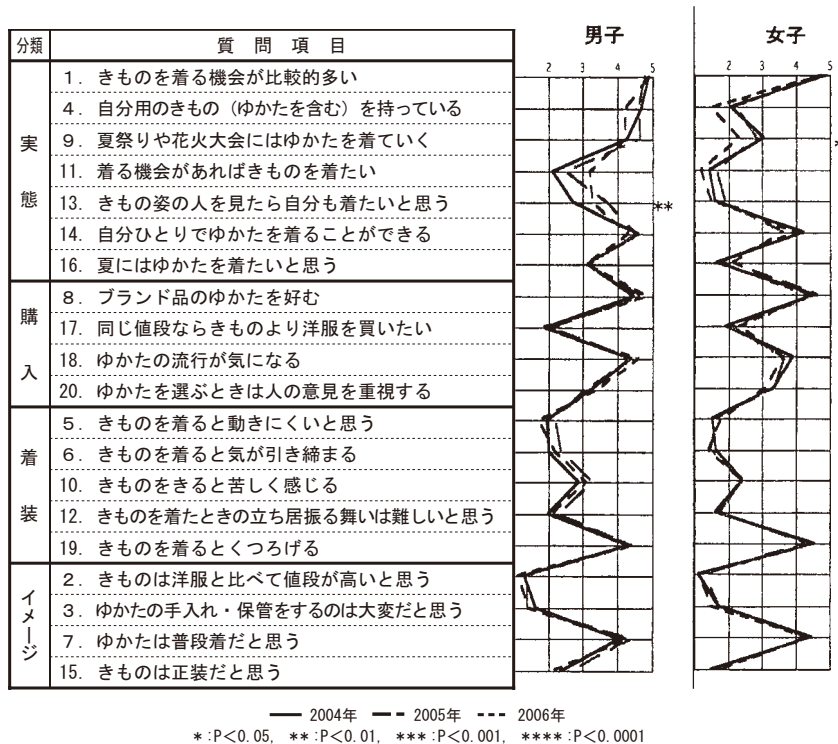 男子 女子
分類 質問項目 2 3 4 5 2 3 4 5
実態
1. きものを着る機会が比較的多い
4. 自分用のきもの（ゆかたを含む）を持っている
9. 夏祭りや花火大会にはゆかたを着ていく
11. 着る機会があればきものを着たい
13. きもの姿の人を見たら自分も着たいと思う **
14. 自分ひとりでゆかたを着ることができる
16. 夏にはゆかたを着たいと思う
購入
8. ブランド品のゆかたを好む
17. 同じ値段ならきものより洋服を買いたい
18. ゆかたの流行が気になる
20. ゆかたを選ぶときは人の意見を重視する
着装
5. きものを着ると動きにくいと思う
6. きものを着ると気が引き締まる
10. きものをきると苦しく感じる
12. きものを着たときの立ち居振る舞いは難しいと思う
19. きものを着るとくつろげる
イメージ
2. きものは洋服と比べて値段が高いと思う
3. ゆかたの手入れ・保管をするのは大変だと思う
7. ゆかたは普段着だと思う
15. きものは正装だと思う
2004年 2005年 2006年
*:P<0.05, **:P<0.01, ***:P<0.001, ****:P<0.0001